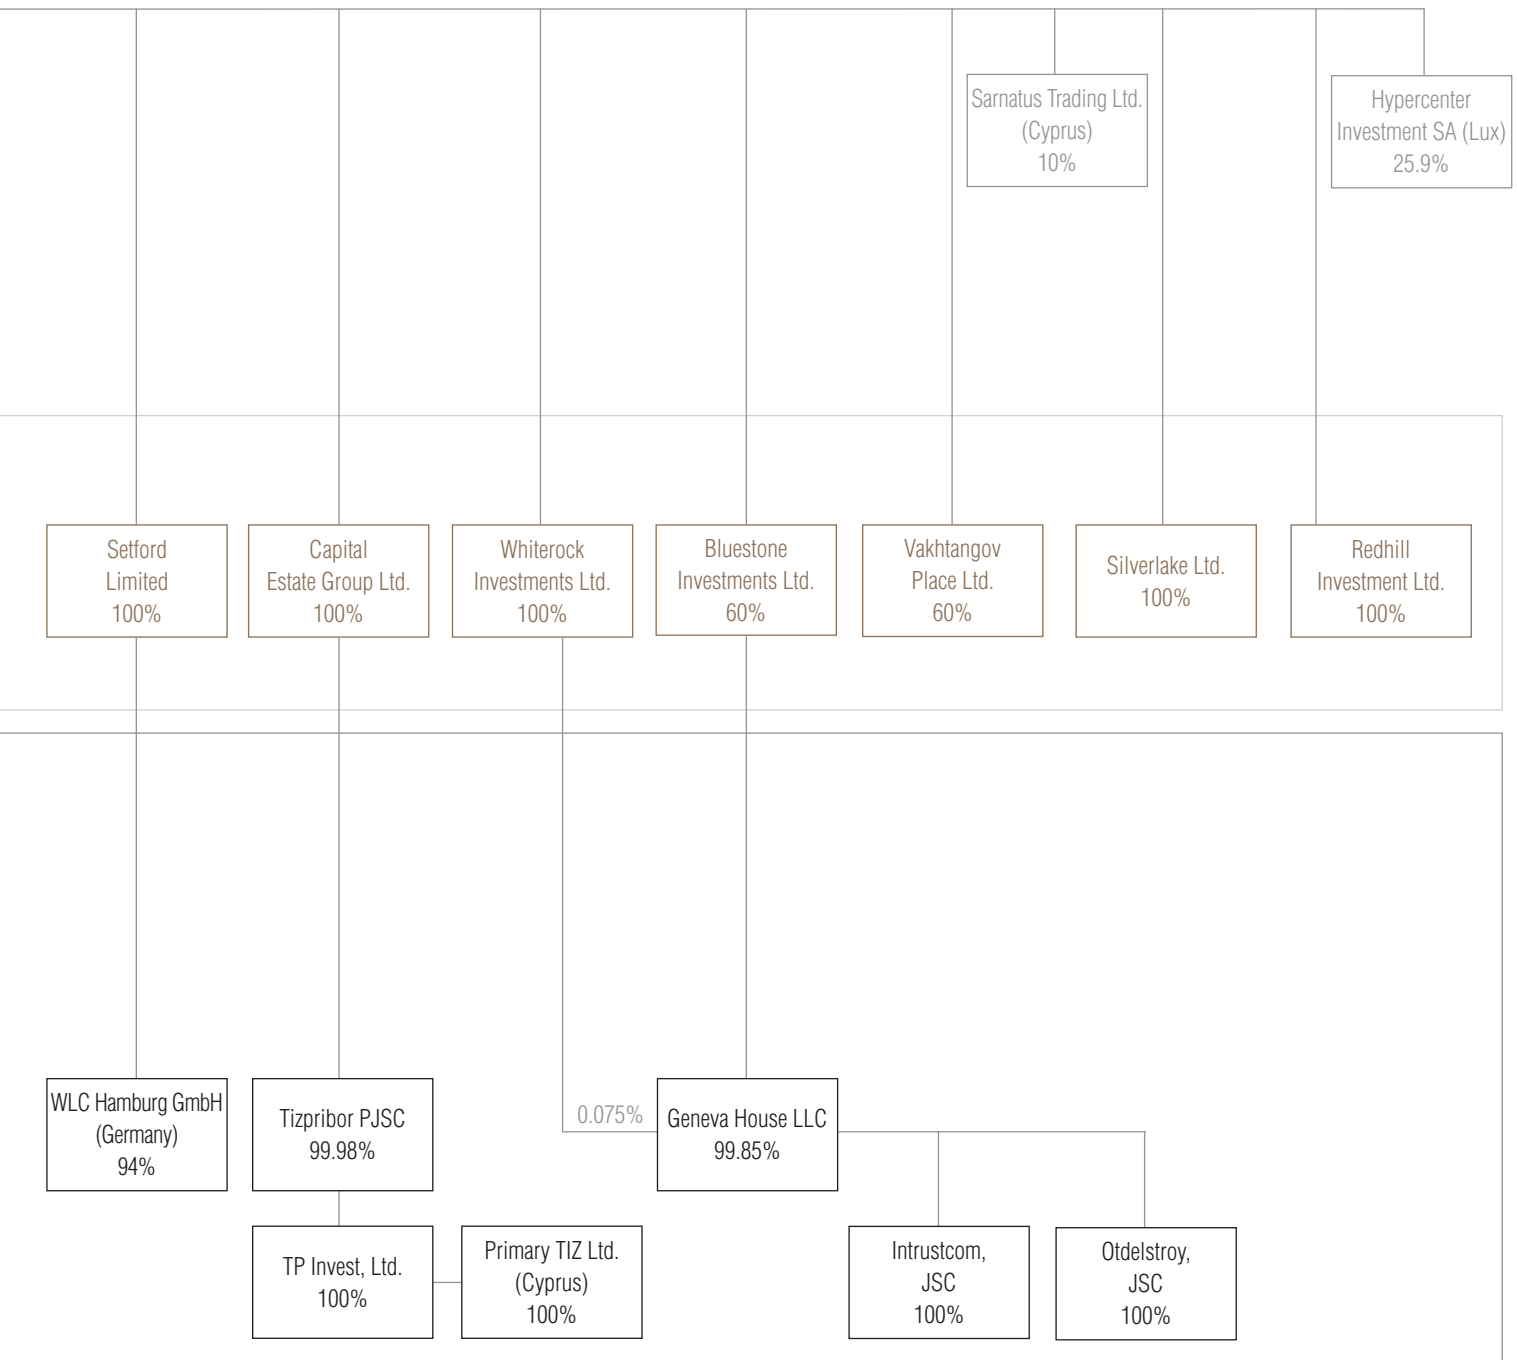 Sarnatus Trading Ltd.
(Cyprus)
10%
Hypercenter
Investment SA (Lux)
25.9%
Setford
Limited
100%
Capital
Estate Group Ltd.
100%
Whiterock
Investments Ltd.
100%
Bluestone
Investments Ltd.
60%
Vakhtangov
Place Ltd.
60%
Silverlake Ltd.
100%
Redhill
Investment Ltd.
100%
WLC Hamburg GmbH
(Germany)
94%
Tizpribor PJSC
99.98%
0.075%
Geneva House LLC
99.85%
TP Invest, Ltd.
100%
Primary TIZ Ltd.
(Cyprus)
100%
Intrustcom,
JSC
100%
Otdelstroy,
JSC
100%